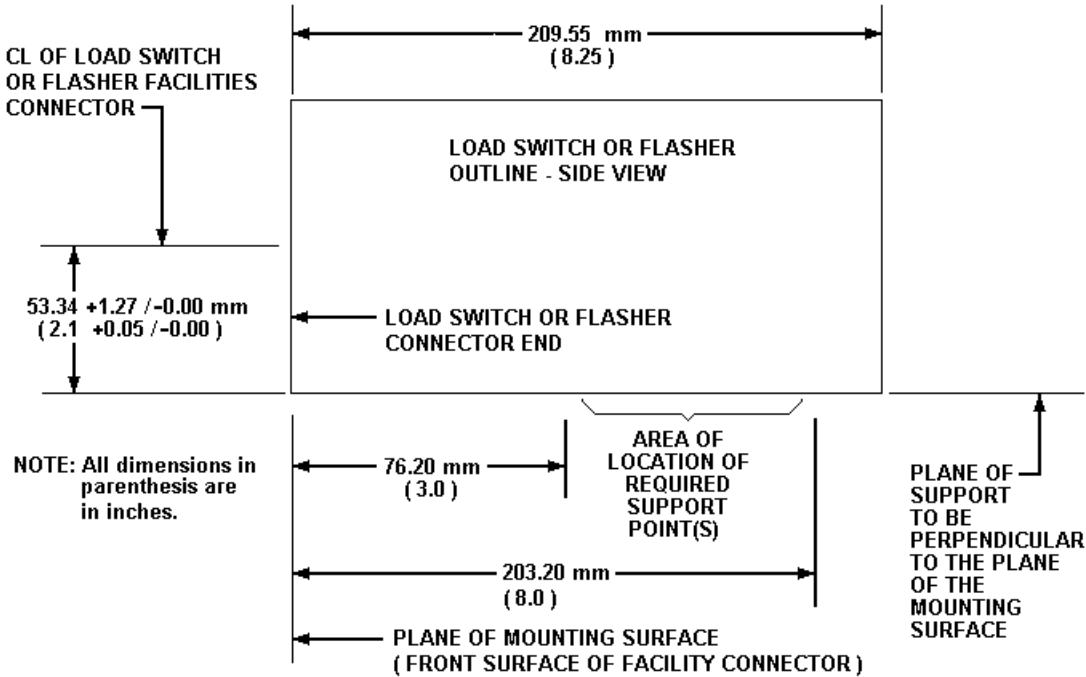 209.55 mm
( 8.25 )
CL OF LOAD SWITCH
OR FLASHER FACILITIES
CONNECTOR
LOAD SWITCH OR FLASHER
OUTLINE - SIDE VIEW
53.34 +1.27 /-0.00 mm
( 2.1 +0.05 /-0.00 )
LOAD SWITCH OR FLASHER
CONNECTOR END
NOTE: All dimensions in
parenthesis are
in inches.
76.20 mm
( 3.0 )
AREA OF
LOCATION OF
REQUIRED
SUPPORT
POINT(S)
PLANE OF
SUPPORT
TO BE
PERPENDICULAR
TO THE PLANE
OF THE
MOUNTING
SURFACE
203.20 mm
(8.0 )
PLANE OF MOUNTING SURFACE
( FRONT SURFACE OF FACILITY CONNECTOR )